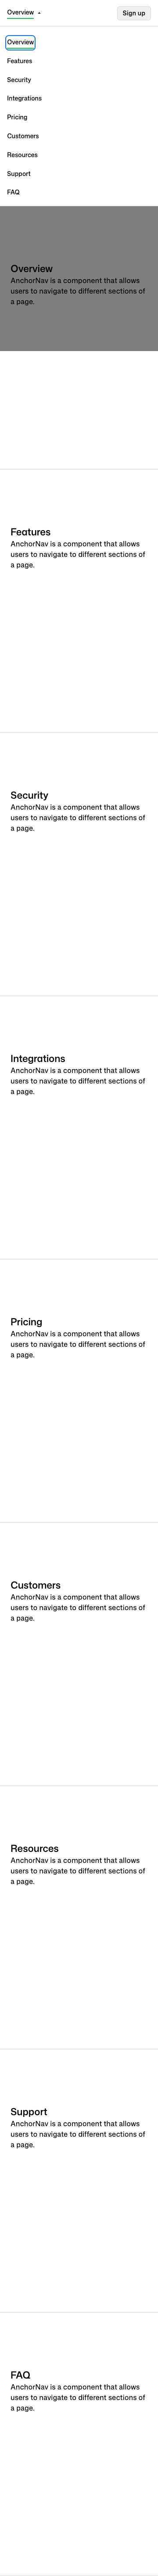 Overview
Sign up
Overview
Features
Security
Integrations
Pricing
Customers
Resources
Support
FAQ
Overview
AnchorNav is a component that allows
users to navigate to different sections of
a page.
Features
AnchorNav is a component that allows
users to navigate to different sections of
a page.
Security
AnchorNav is a component that allows
users to navigate to different sections of
a page.
Integrations
AnchorNav is a component that allows
users to navigate to different sections of
a page.
Pricing
AnchorNav is a component that allows
users to navigate to different sections of
a page.
Customers
AnchorNav is a component that allows
users to navigate to different sections of
a page.
Resources
AnchorNav is a component that allows
users to navigate to different sections of
a page.
Support
AnchorNav is a component that allows
users to navigate to different sections of
a page.
FAQ
AnchorNav is a component that allows
users to navigate to different sections of
a page.